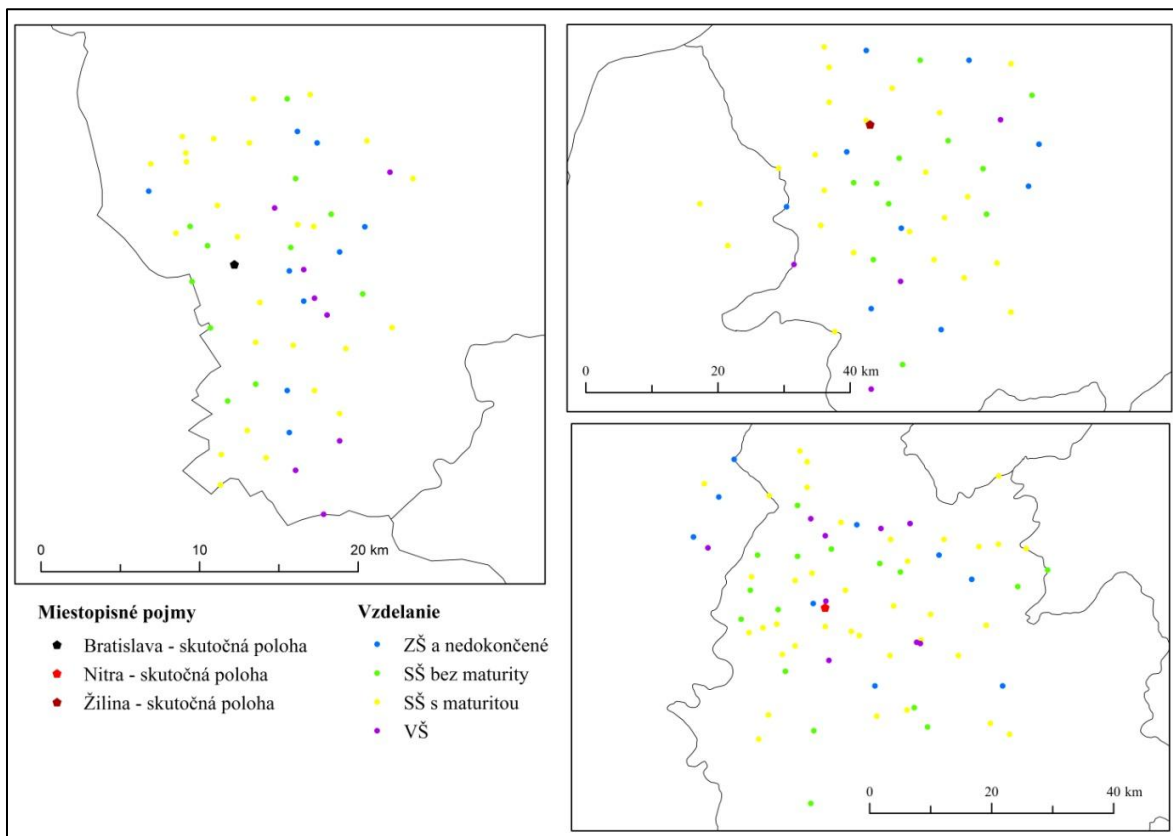 0 10 20 km
0 20 40 km
0 20 40 km
Miestopisné pojmy
Bratislava - skutočná poloha
Nitra - skutočná poloha
Žilina - skutočná poloha
Vzdelanie
ZŠ a nedokončené
SŠ bez maturity
SŠ s maturitou
VŠ